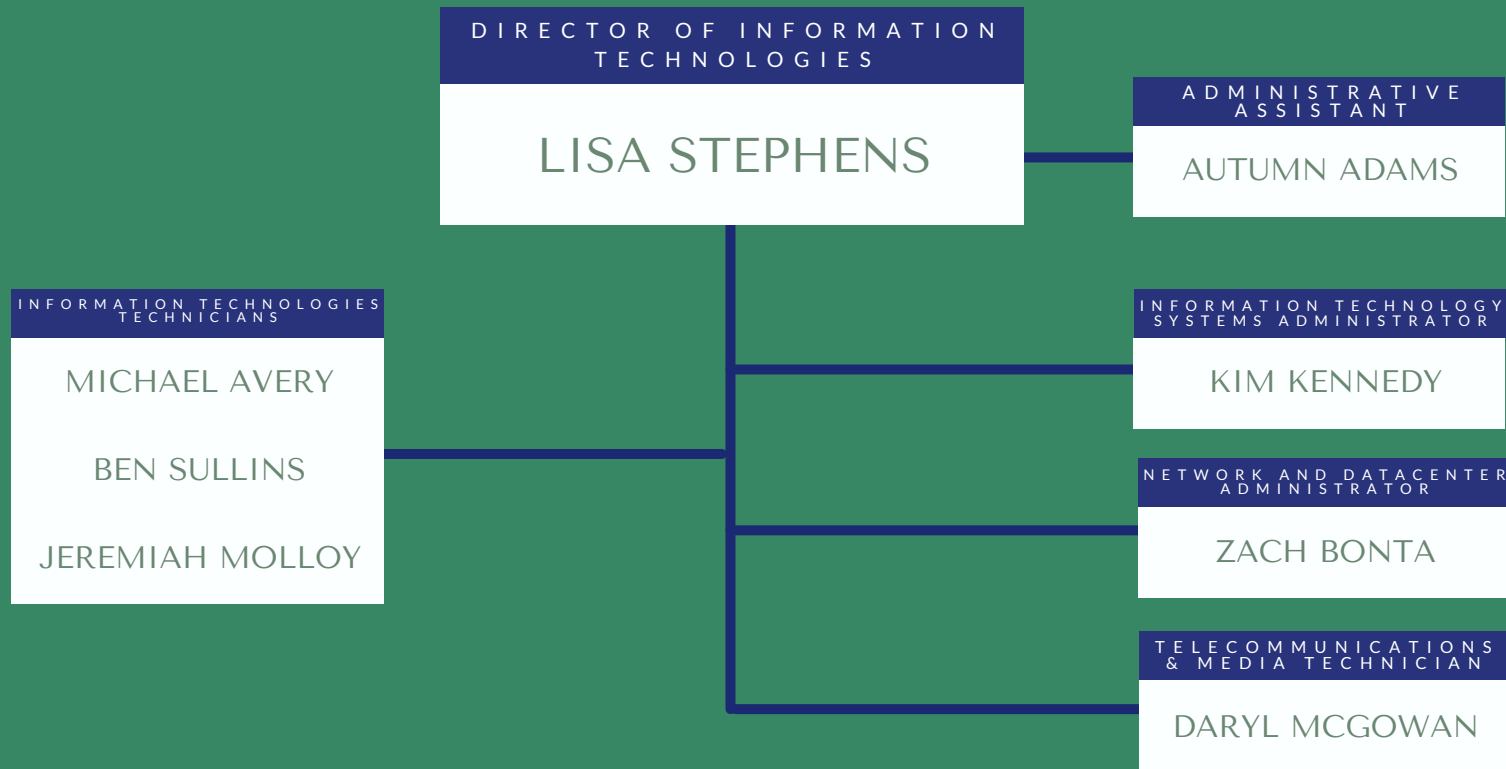 DIRECTOR OF INFORMATION
TECHNOLOGIES
LISA STEPHENS
ADMINISTRATIVE
ASSISTANT
AUTUMN ADAMS
INFORMATION TECHNOLOGIES
TECHNICIANS
MICHAEL AVERY
BEN SULLINS
JEREMIAH MOLLOY
INFORMATION TECHNOLOGY
SYSTEMS ADMINISTRATOR
KIM KENNEDY
NETWORK AND DATACENTER
ADMINISTRATOR
ZACH BONTA
TELECOMMUNICATIONS
& MEDIA TECHNICIAN
DARYL MCGOWAN